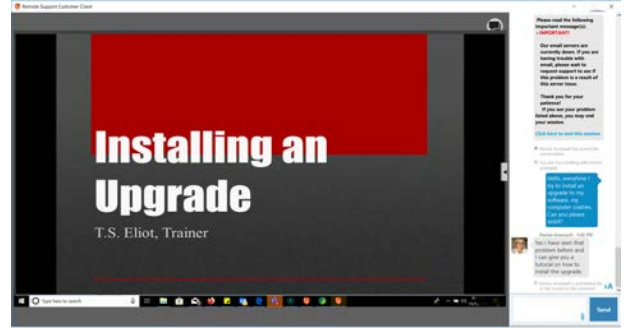 Remote Support Customer Client
Installing an
Upgrade
T.S. Eliot, Trainer
Type here to search
Please read the following
important message(s):
IMPORTANT!
Our email servers are
currently down. If you are
having trouble with
email, please wait to
request support to see if
this problem is a result of
this server issue.
Thank you for your
patience!
If you see your problem
listed above, you may end
your session.
Click here to end this session
Hello, everytime I
try to install an
upgrade to my
software, my
computer crashes.
Can you please
assist?
Yes I have seen that
problem before and
I can give you a
tutorial on how to
install the upgrade.
AA
Send